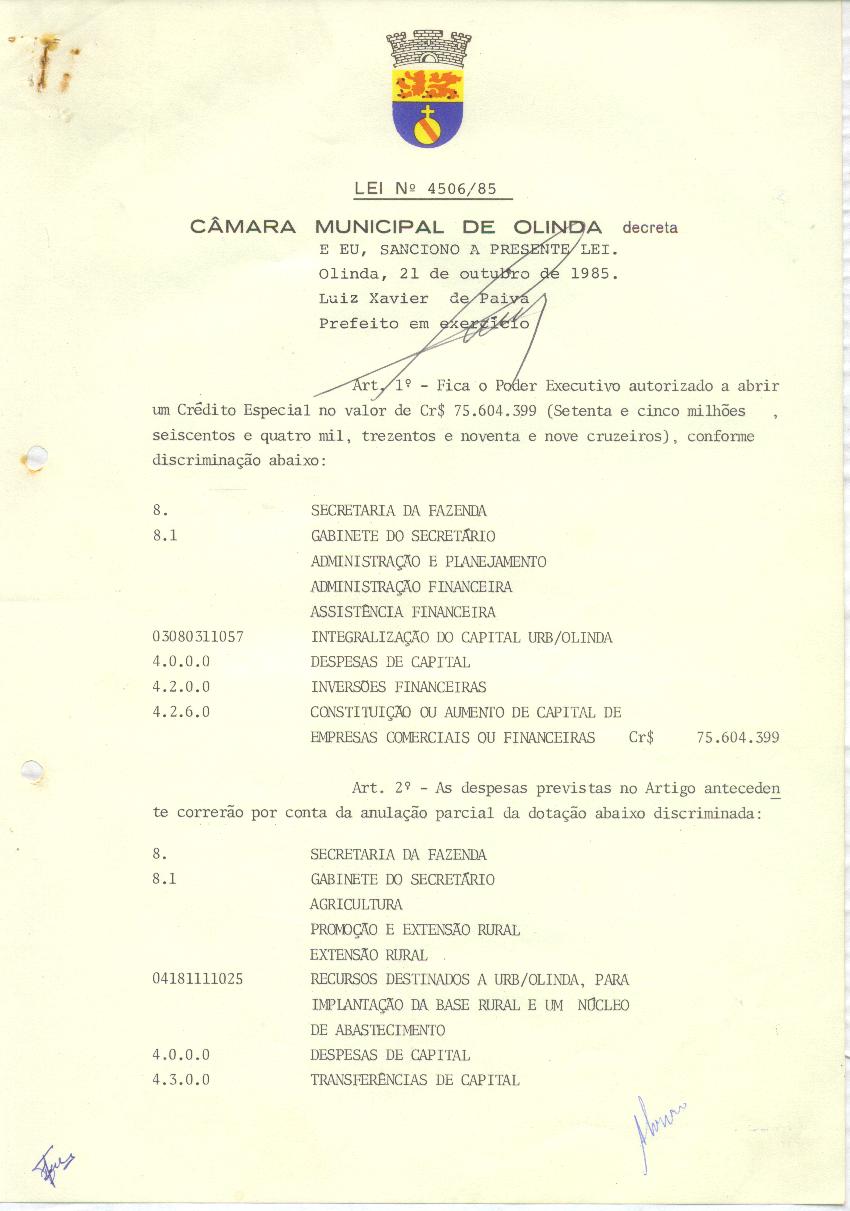 LEI Nº 4506/85
CÂMARA MUNICIPAL DE OLINDA decreta
E EU, SANCIONO A PRESENTE LEI.
Olinda, 21 de outubro de 1985.
Luiz Xavier de Paiva
Prefeito em exercício
Art. 1º - Fica o Poder Executivo autorizado a abrir
um Crédito Especial no valor de Cr$ 75.604.399 (Setenta e cinco milhões ,
seiscentos e quatro mil, trezentos e noventa e nove cruzeiros), conforme
discriminação abaixo:
8. SECRETARIA DA FAZENDA
8.1 GABINETE DO SECRETÁRIO
ADMINISTRAÇÃO E PLANEJAMENTO
ADMINISTRAÇÃO FINANCEIRA
ASSISTÊNCIA FINANCEIRA
03080311057 INTEGRALIZAÇÃO DO CAPITAL URB/OLINDA
4.0.0.0 DESPESAS DE CAPITAL
4.2.0.0 INVERSÕES FINANCEIRAS
4.2.6.0 CONSTITUIÇÃO OU AUMENTO DE CAPITAL DE
EMPRESAS COMERCIAIS OU FINANCEIRAS Cr$ 75.604.399
Art. 2º - As despesas previstas no Artigo anteceden
te correrão por conta da anulação parcial da dotação abaixo discriminada:
8. SECRETARIA DA FAZENDA
8.1 GABINETE DO SECRETÁRIO
AGRICULTURA
PROMOÇÃO E EXTENSÃO RURAL
EXTENSÃO RURAL
04181111025 RECURSOS DESTINADOS A URB/OLINDA, PARA
IMPLANTAÇÃO DA BASE RURAL E UM NÚCLEO
DE ABASTECIMENTO
4.0.0.0 DESPESAS DE CAPITAL
4.3.0.0 TRANSFERÊNCIAS DE CAPITAL